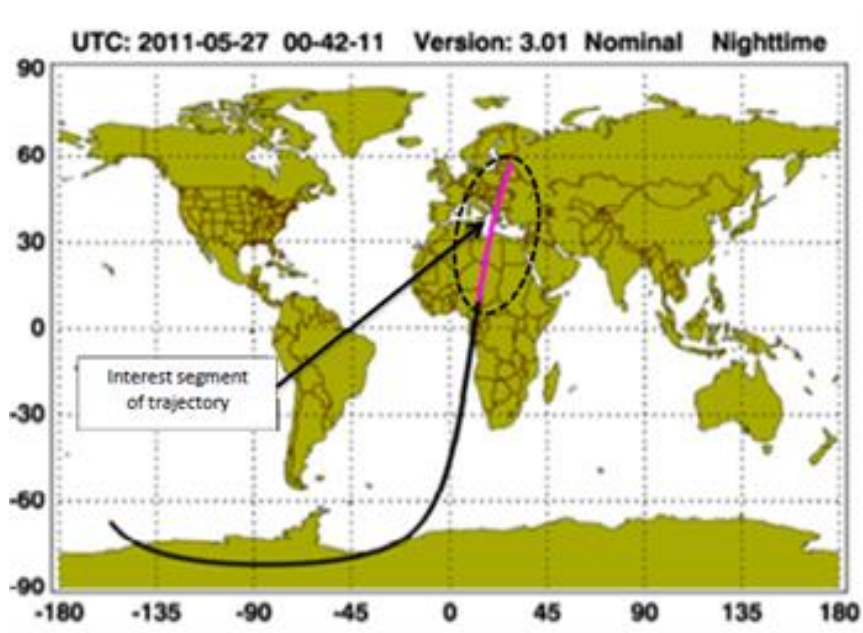 UTC: 2011-05-27 00-42-11 Version: 3.01 Nominal Nighttime
90
60
30
0
-30
-60
-90
Interest segment
of trajectory
-180 -135 -90 -45 0 45 90 135 180